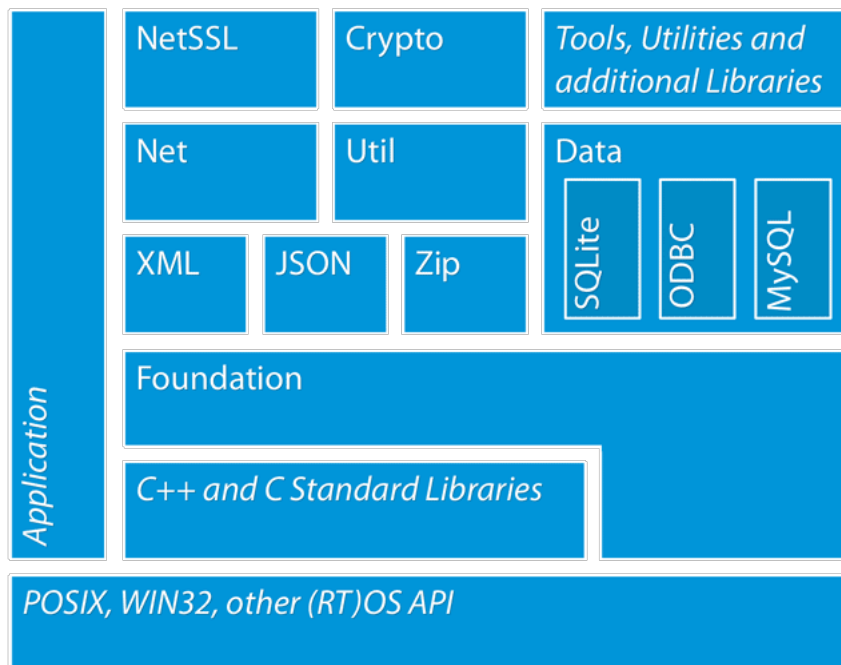 NetSSL
Crypto
Tools, Utilities and
additional Libraries
Net
Util
Data
SQLite
ODBC
MySQL
XML
JSON
Zip
Foundation
Application
C++ and C Standard Libraries
POSIX, WIN32, other (RT)OS API